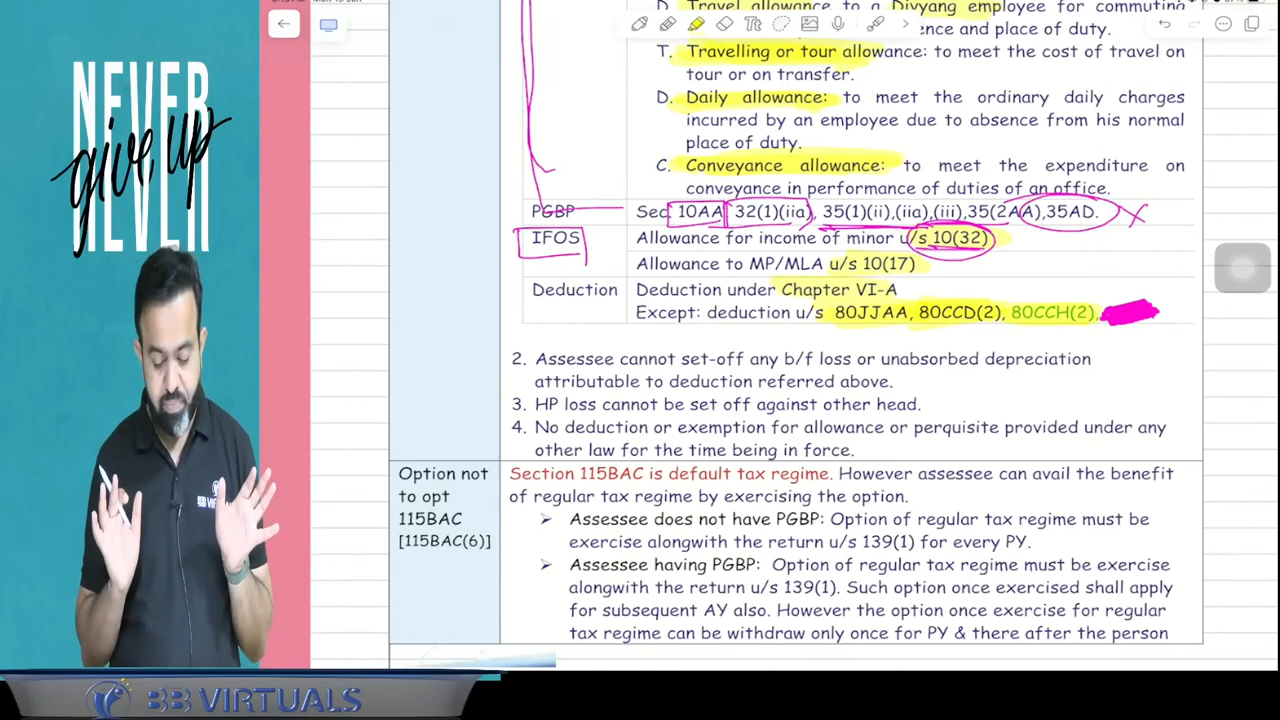 NEVER
give up
NEVER
D. Travel allowance to a Divyang employee for commuting
ence and place of duty.
T. Travelling or tour allowance: to meet the cost of travel on
tour or on transfer.
D. Daily allowance: to meet the ordinary daily charges
incurred by an employee due to absence from his normal
place of duty.
C. Conveyance allowance: to meet the expenditure on
conveyance in performance of duties of an office.
PGBP Sec. 10AA 32(1)(iia), 35(1)(ii),(iia),(iii),35(2AA),35AD. X
IFOS Allowance for income of minor u/s 10(32)
Allowance to MP/MLA u/s 10(17)
Deduction Deduction under Chapter VI-A
Except: deduction u/s 80JJAA, 80CCD(2), 80CCH(2),
2. Assessee cannot set-off any b/f loss or unabsorbed depreciation
attributable to deduction referred above.
3. HP loss cannot be set off against other head.
4. No deduction or exemption for allowance or perquisite provided under any
other law for the time being in force.
Option not
to opt
115BAC
[115BAC(6)]
Section 115BAC is default tax regime. However assessee can avail the benefit
of regular tax regime by exercising the option.
➢ Assessee does not have PGBP: Option of regular tax regime must be
exercise alongwith the return u/s 139(1) for every PY.
➢ Assessee having PGBP: Option of regular tax regime must be exercise
alongwith the return u/s 139(1). Such option once exercised shall apply
for subsequent AY also. However the option once exercise for regular
tax regime can be withdraw only once for PY & there after the person
BB VIRTUALS
BB VIRTUALS